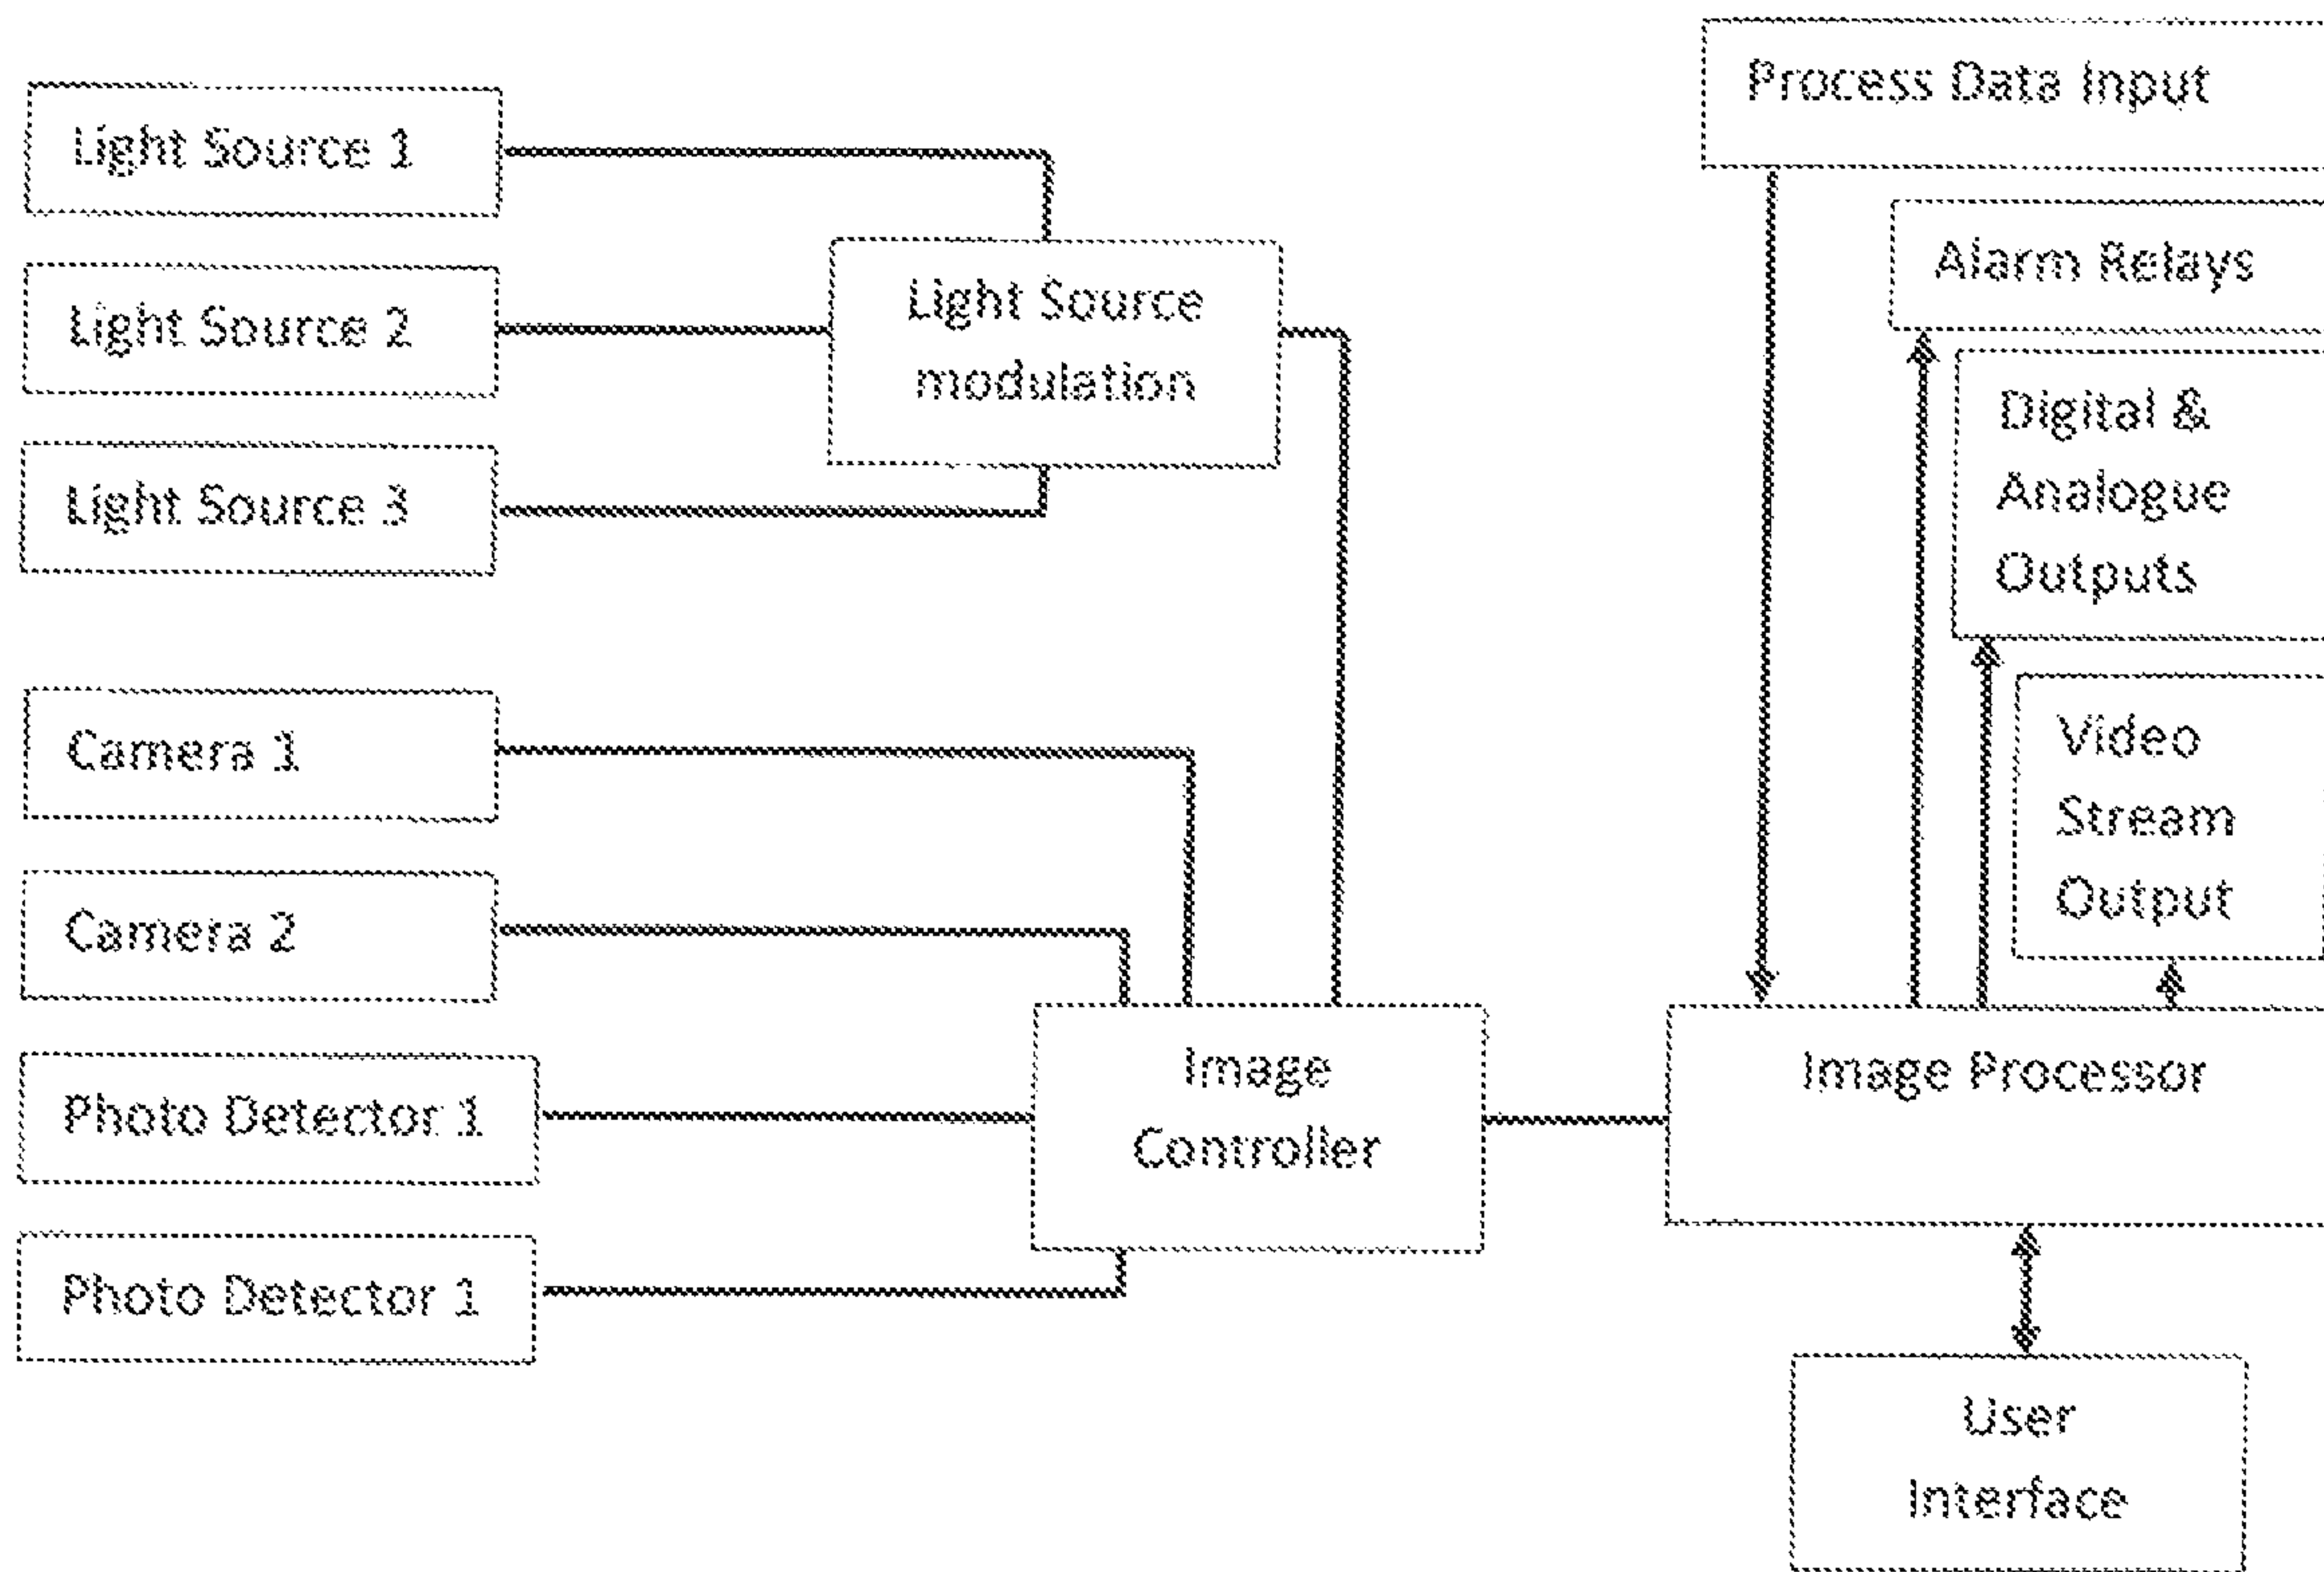 Light Source 1
Light Source 2
Light Source 3
Light Source
modulation
Camera 1
Camera 2
Photo Detector 1
Photo Detector 1
Image
Controller
Process Data Input
Alarm Relays
Digital &
Analogue
Outputs
Video
Stream
Output
Image Processor
User
Interface